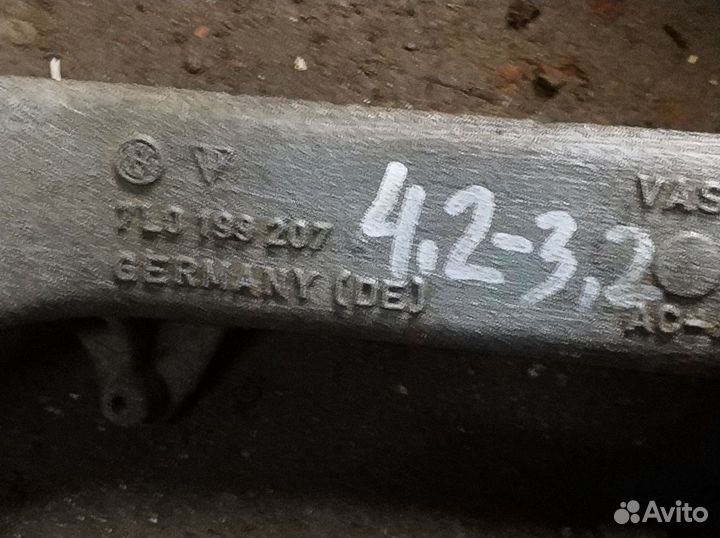 7L0 199 207
GERMANY (DE)
4,2-3,2
VAS
AC-
Avito